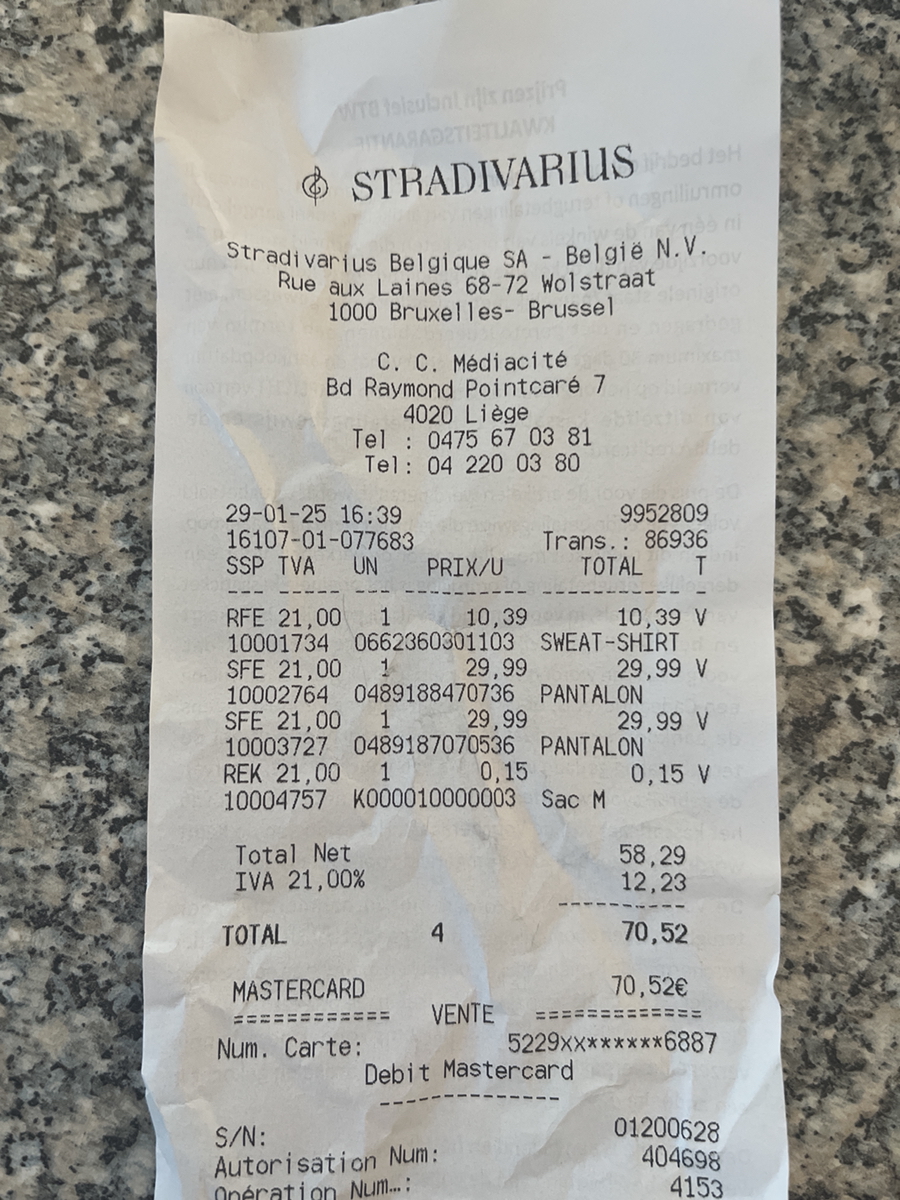 STRADIVARIUS
Stradivarius Belgique SA - België N.V.
Rue aux Laines 68-72 Wolstraat
1000 Bruxelles- Brussel
C. C. Médiacité
Bd Raymond Pointcaré 7
4020 Liège
Tel : 0475 67 03 81
Tel: 04 220 03 80
29-01-25 16:39 9952809
16107-01-077683 Trans.: 86936
SSP TVA UN PRIX/U TOTAL T
--- --- --- ----------- ------------ -
RFE 21,00 1 10,39 10,39 V
10001734 0662360301103 SWEAT-SHIRT
SFE 21,00 1 29,99 29,99 V
10002764 0489188470736 PANTALON
SFE 21,00 1 29,99 29,99 V
10003727 0489187070536 PANTALON
REK 21,00 1 0,15 0,15 V
10004757 K000010000003 Sac M
Total Net 58,29
IVA 21,00% 12,23
----------
TOTAL 4 70,52
MASTERCARD 70,52€
============ VENTE =============
Num. Carte: 5229xx******6887
Debit Mastercard
--------------
S/N: 01200628
Autorisation Num: 404698
Opération Num…: 4153